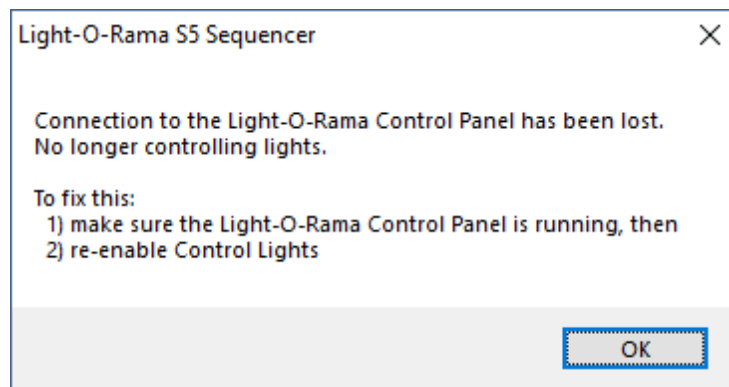 Light-O-Rama S5 Sequencer
Connection to the Light-O-Rama Control Panel has been lost.
No longer controlling lights.
To fix this:
1) make sure the Light-O-Rama Control Panel is running, then
2) re-enable Control Lights
OK